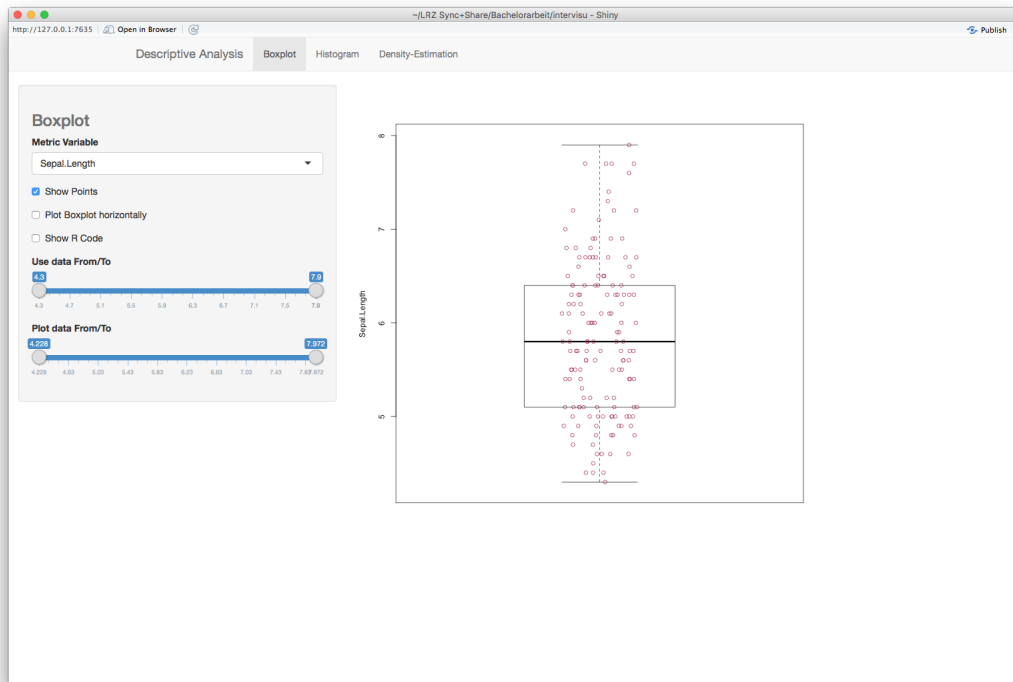 ~/LRZ Sync+Share/Bachelorarbeit/intervisu - Shiny
http://127.0.0.1:7635 Open in Browser Publish
Descriptive Analysis Boxplot Histogram Density-Estimation
Boxplot
Metric Variable
Sepal.Length
Show Points
Plot Boxplot horizontally
Show R Code
Use data From/To
4.3 7.9
4.3 4.7 5.1 5.5 5.9 6.3 6.7 7.1 7.5 7.9
Plot data From/To
4.228 7.972
4.228 4.63 5.03 5.43 5.83 6.23 6.63 7.00 7.43 7.972
Sepal.Length
8
7
6
5